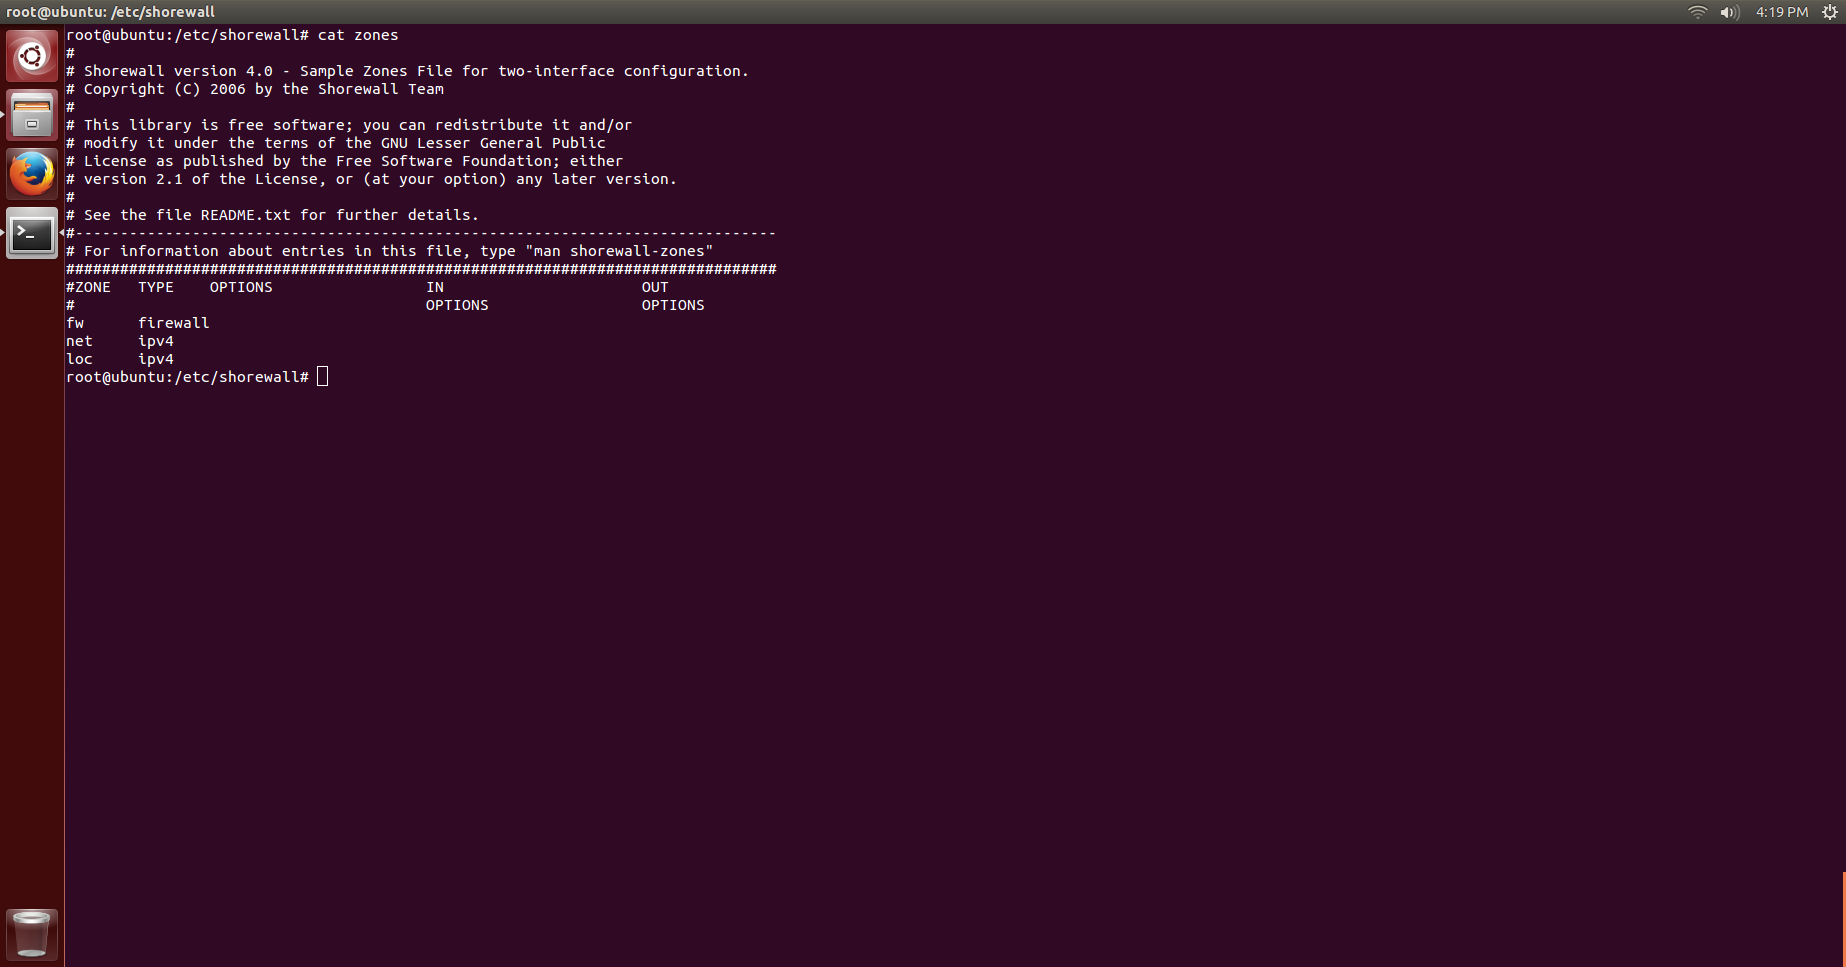 root@ubuntu: /etc/shorewall
4:19 PM
root@ubuntu:/etc/shorewall# cat zones
#
# Shorewall version 4.0 - Sample Zones File for two-interface configuration.
# Copyright (C) 2006 by the Shorewall Team
#
# This library is free software; you can redistribute it and/or
# modify it under the terms of the GNU Lesser General Public
# License as published by the Free Software Foundation; either
# version 2.1 of the License, or (at your option) any later version.
#
# See the file README.txt for further details.
#------------------------------------------------------------------------------
# For information about entries in this file, type "man shorewall-zones"
###############################################################################
#ZONE   TYPE    OPTIONS                 IN                      OUT
#                                       OPTIONS                 OPTIONS
fw      firewall
net     ipv4
loc     ipv4
root@ubuntu:/etc/shorewall#